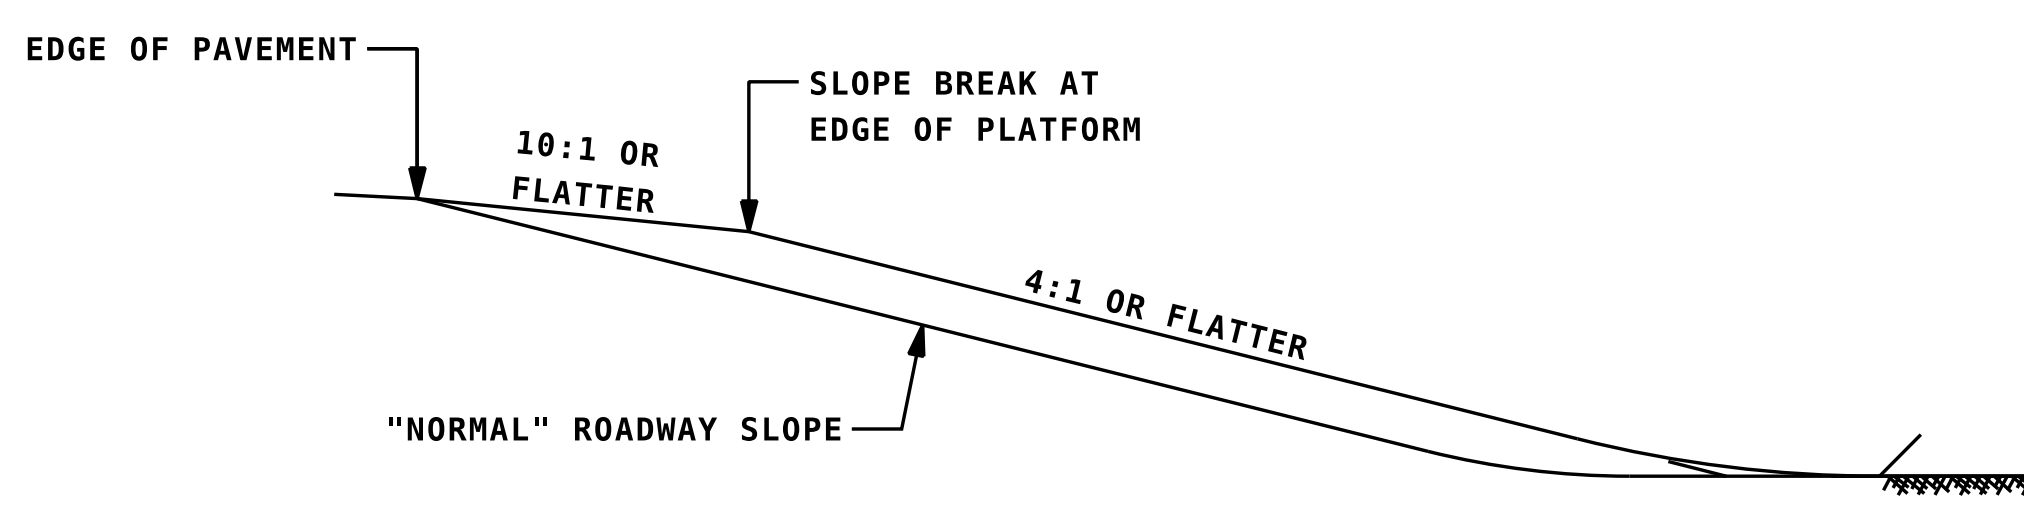 EDGE OF PAVEMENT
SLOPE BREAK AT
EDGE OF PLATFORM
10:1 OR
FLATTER
4:1 OR FLATTER
"NORMAL" ROADWAY SLOPE